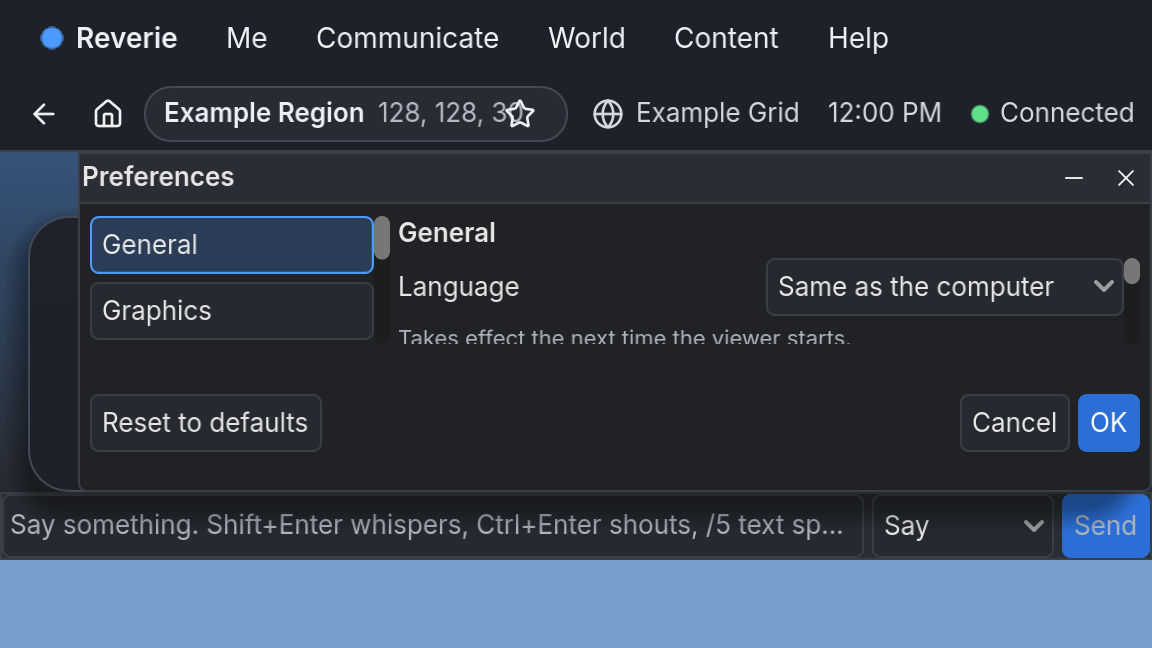 Reverie Me Communicate World Content Help
Example Region 128, 128, Example Grid 12:00 PM Connected
Preferences
General
General
Language Same as the computer
Graphics
Takes effect the next time the viewer starts.
Reset to defaults Cancel OK
Say something. Shift+Enter whispers, Ctrl+Enter shouts, /5 text sp... Say Send